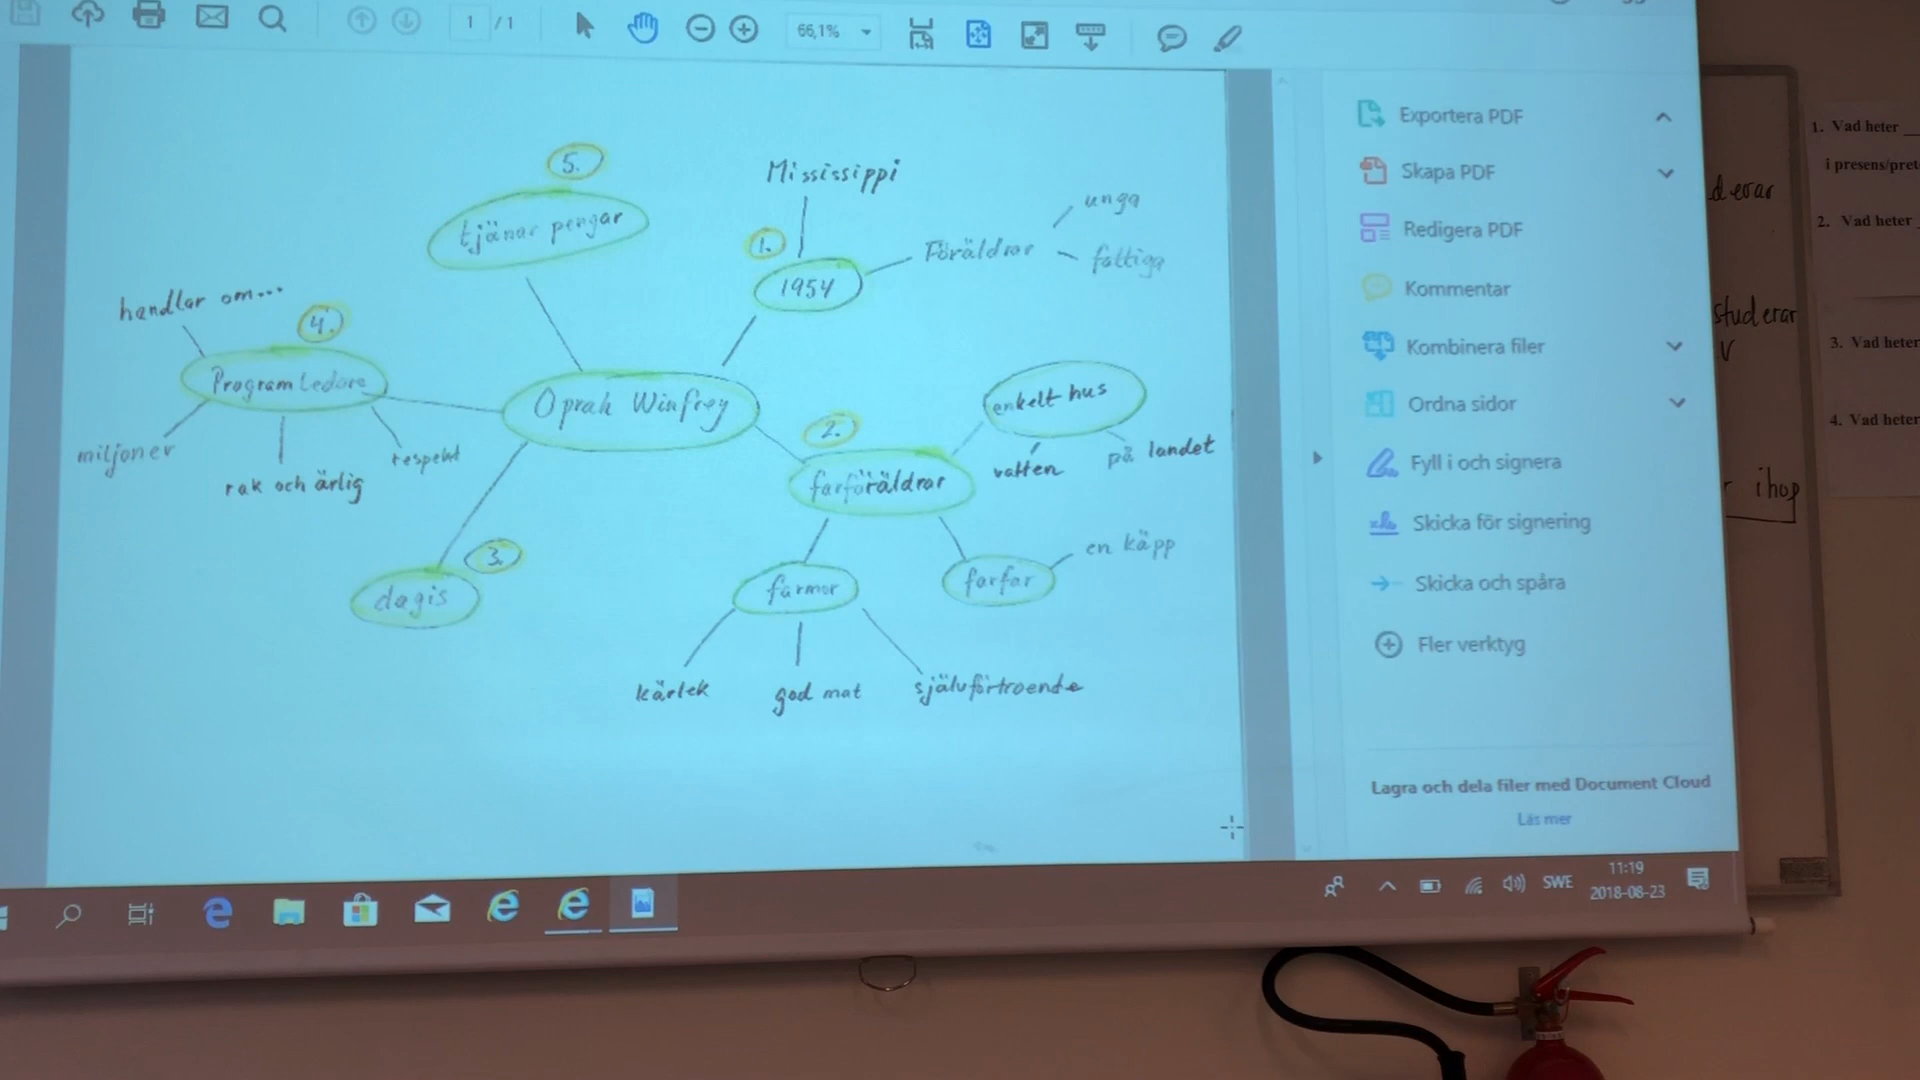 1 / 1
66,1%
5.
tjänar pengar
Mississippi
1.
1954
Föräldrar
unga
fattiga
handlar om...
4.
Programledare
miljoner
rak och ärlig
respekt
Oprah Winfrey
2.
farföräldrar
enkelt hus
vatten
på landet
3.
dagis
farmor
farfar
en käpp
kärlek
god mat
självförtroende
Exportera PDF
Skapa PDF
Redigera PDF
Kommentar
Kombinera filer
Ordna sidor
Fyll i och signera
Skicka för signering
Skicka och spåra
Fler verktyg
Lagra och dela filer med Document Cloud
Läs mer
SWE
11:19
2018-08-23
derar
studerar
V
r ihop
1. Vad heter __
i presens/pret
2. Vad heter _
3. Vad heter
4. Vad heter